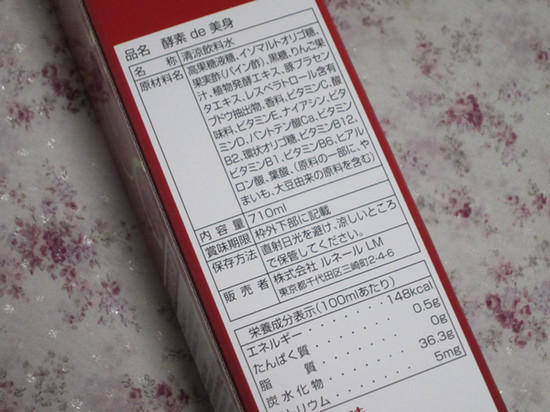 品名 酵素 de 美身
名 称 清涼飲料水
原材料名 高果糖液糖、イソマルトオリゴ糖、
果実酢(パイン酢)、黒糖、りんご果
汁、植物発酵エキス、豚プラセン
タエキス、レスベラトロール含有
ブドウ抽出物、香料、ビタミンC、酸
味料、ビタミンE、ナイアシン、ビタ
ミンD、パントテン酸Ca、ビタミン
B2、環状オリゴ糖、ビタミンB12、
ビタミンB1、ビタミンB6、ヒアル
ロン酸、葉酸、(原料の一部に、や
まいも、大豆由来の原料を含む)
内 容 量 710ml
賞味期限 枠外下部に記載
保存方法 直射日光を避け、涼しいところ
で保管してください。
販 売 者 株式会社 ルネール LM
東京都千代田区三崎町2-4-6
栄養成分表示(100mlあたり)
エネルギー・・・・・・148kcal
たんぱく質・・・・・・0.5g
脂 質・・・・・・0g
炭水化物・・・・・・36.3g
トリウム・・・・・・5mg